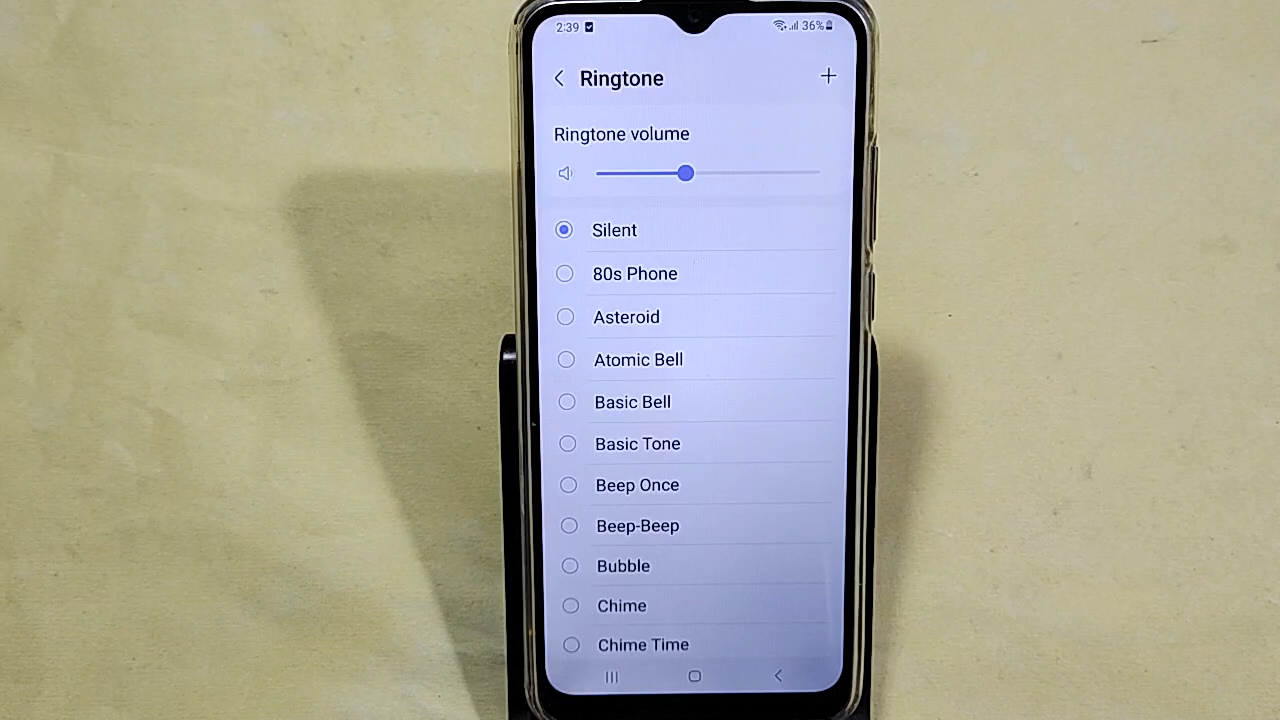 2:39 36%
Ringtone +
Ringtone volume
Silent
80s Phone
Asteroid
Atomic Bell
Basic Bell
Basic Tone
Beep Once
Beep-Beep
Bubble
Chime
Chime Time